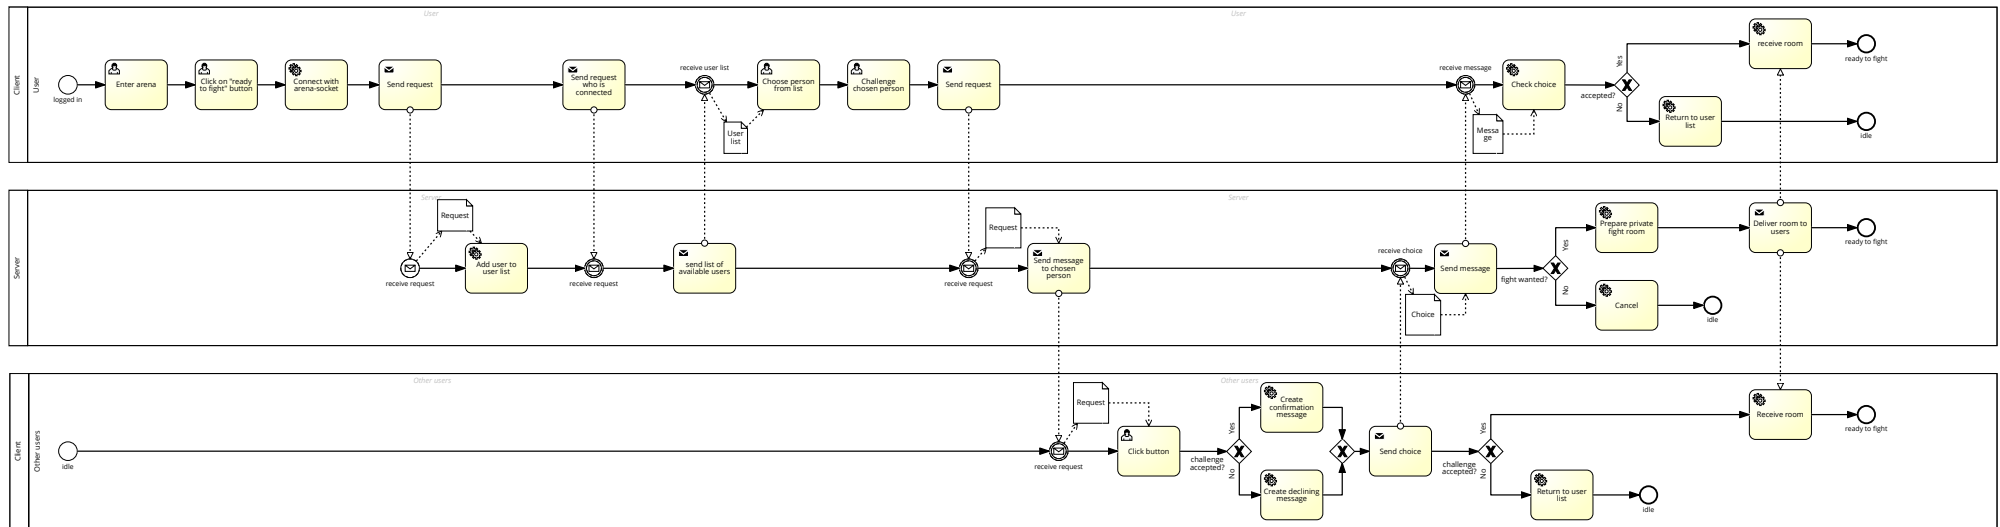 User
User
Client
User
logged in
Enter arena
Click on "ready
to fight" button
Connect with
arena-socket
Send request
Send request
who is
connected
receive user list
User
list
Choose person
from list
Challenge
chosen person
Send request
receive message
Messa
ge
Check choice
accepted?
Yes
No
receive room
ready to fight
Return to user
list
idle
Server
Server
Server
receive request
Request
Add user to
user list
receive request
send list of
available users
receive request
Request
Send message
to chosen
person
receive choice
Choice
Send message
fight wanted?
Yes
No
Prepare private
fight room
Deliver room to
users
ready to fight
Cancel
idle
Other users
Other users
Client
Other users
idle
receive request
Request
Click button
challenge
accepted?
Yes
No
Create
confirmation
message
Create declining
message
Send choice
challenge
accepted?
Yes
No
Receive room
ready to fight
Return to user
list
idle